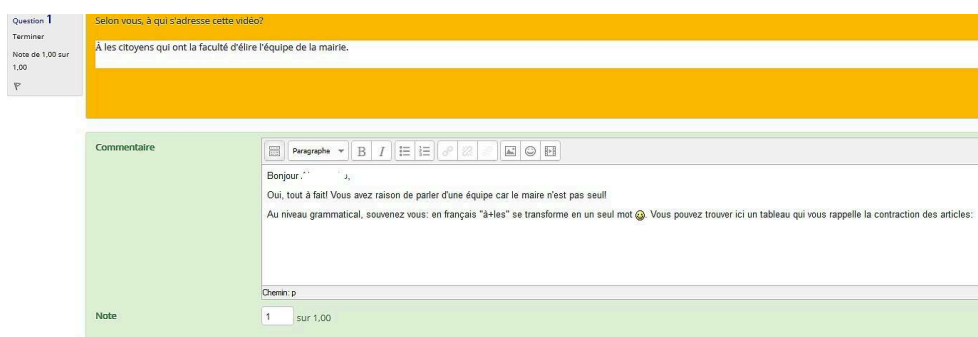 Question 1
Terminer
Note de 1,00 sur
1,00
Selon vous, à qui s'adresse cette vidéo?
À les citoyens qui ont la faculté d'élire l'équipe de la mairie.
Commentaire
Paragraphe
B I
Bonjour
Oui, tout à fait! Vous avez raison de parler d'une équipe car le maire n'est pas seul!
Au niveau grammatical, souvenez vous: en français "à+les" se transforme en un seul mot. Vous pouvez trouver ici un tableau qui vous rappelle la contraction des articles:
Chemin: p
Note
1 sur 1,00